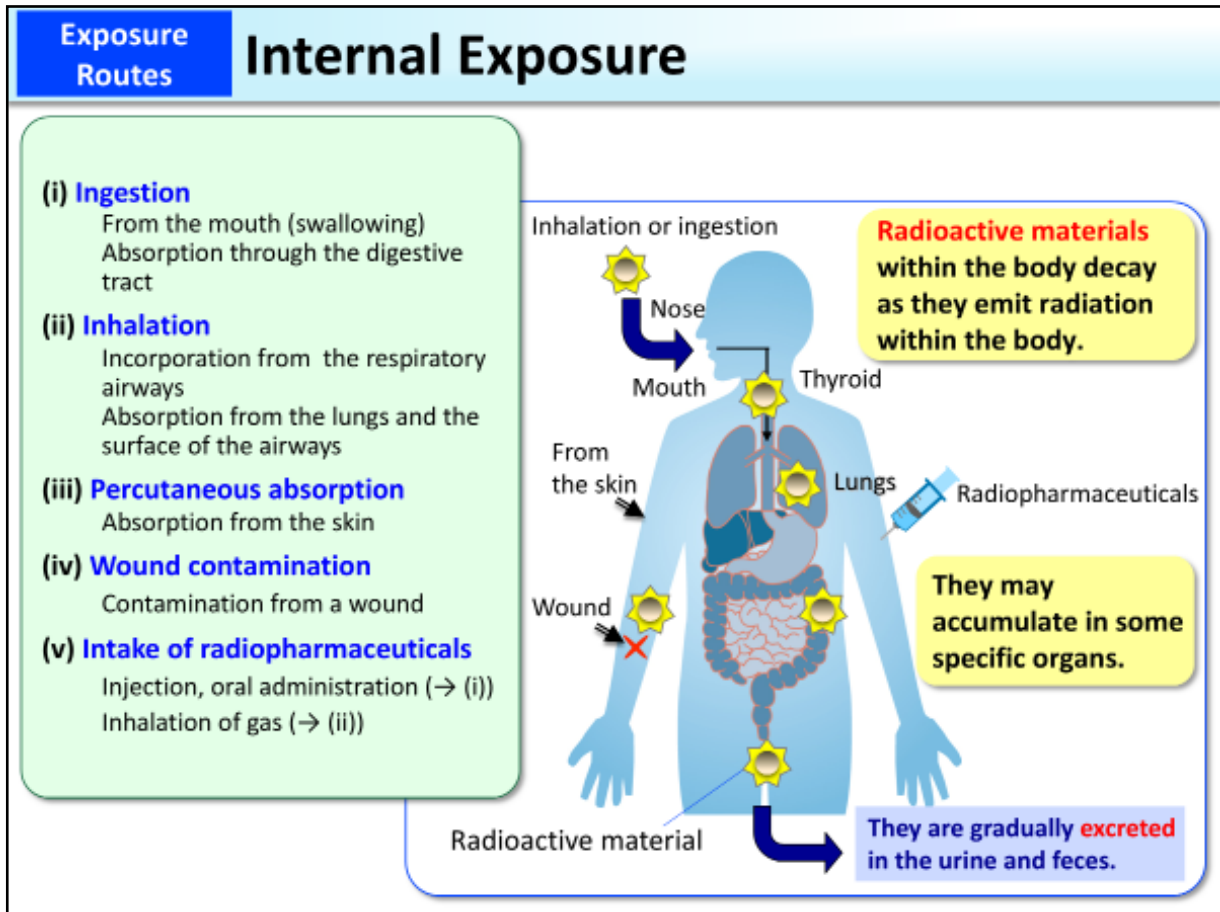 Exposure
Routes
Internal Exposure
(i) Ingestion
From the mouth (swallowing)
Absorption through the digestive
tract
(ii) Inhalation
Incorporation from the respiratory
airways
Absorption from the lungs and the
surface of the airways
(iii) Percutaneous absorption
Absorption from the skin
(iv) Wound contamination
Contamination from a wound
(v) Intake of radiopharmaceuticals
Injection, oral administration (→ (i))
Inhalation of gas (→ (ii))
Inhalation or ingestion
Nose
Mouth
Thyroid
From
the skin
Lungs
Radiopharmaceuticals
Wound
Radioactive material
Radioactive materials
within the body decay
as they emit radiation
within the body.
They may
accumulate in some
specific organs.
They are gradually excreted
in the urine and feces.